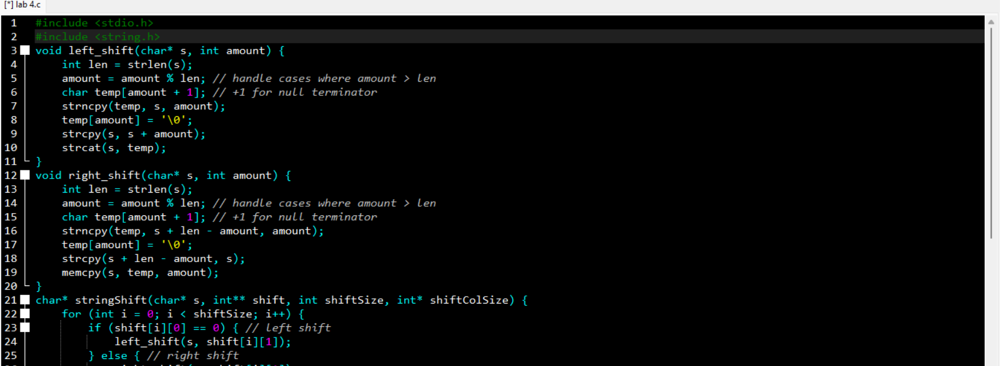 [*] lab 4.c
1 #include <stdio.h>
2 #include <string.h>
3 void left_shift(char* s, int amount) {
4 int len = strlen(s);
5 amount = amount % len; // handle cases where amount > len
6 char temp[amount + 1]; // +1 for null terminator
7 strncpy(temp, s, amount);
8 temp[amount] = '\0';
9 strcpy(s, s + amount);
10 strcat(s, temp);
11 }
12 void right_shift(char* s, int amount) {
13 int len = strlen(s);
14 amount = amount % len; // handle cases where amount > len
15 char temp[amount + 1]; // +1 for null terminator
16 strncpy(temp, s + len - amount, amount);
17 temp[amount] = '\0';
18 strcpy(s + len - amount, s);
19 memcpy(s, temp, amount);
20 }
21 char* stringShift(char* s, int** shift, int shiftSize, int* shiftColSize) {
22 for (int i = 0; i < shiftSize; i++) {
23 if (shift[i][0] == 0) { // left shift
24 left_shift(s, shift[i][1]);
25 } else { // right shift